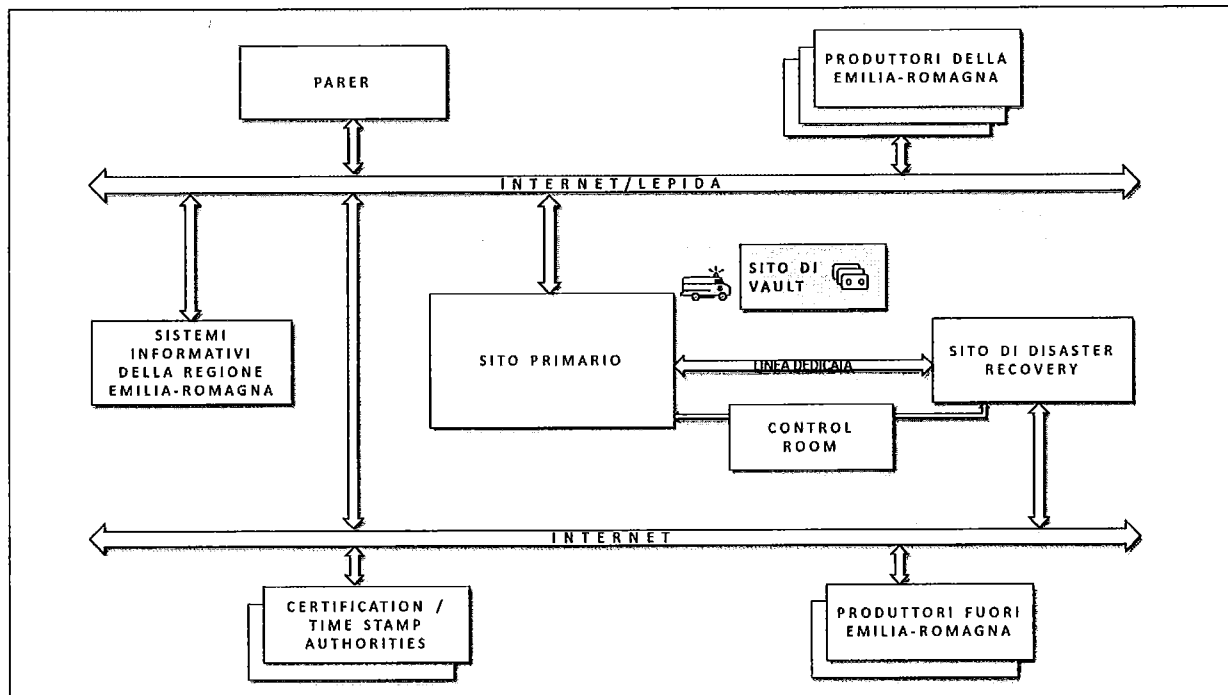 PARER
PRODUTTORI DELLA
EMILIA-ROMAGNA
INTERNET/LEPIDA
SITO DI
VAULT
SISTEMI
INFORMATIVI
DELLA REGIONE
EMILIA-ROMAGNA
SITO PRIMARIO
LINEA DEDICATA
SITO DI DISASTER
RECOVERY
CONTROL
ROOM
INTERNET
CERTIFICATION /
TIME STAMP
AUTHORITIES
PRODUTTORI FUORI
EMILIA-ROMAGNA